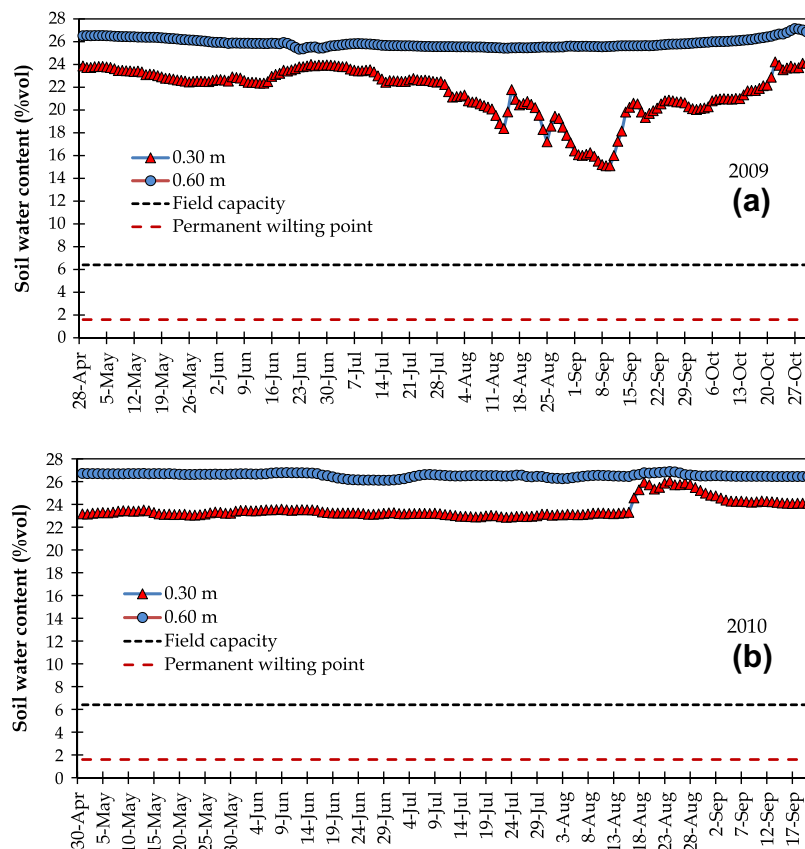 28
26
24
22
20
18
16
14
12
10
8
6
4
2
0
Soil water content (%vol)
0.30 m
0.60 m
Field capacity
Permanent wilting point
2009
(a)
28-Apr
5-May
12-May
19-May
26-May
2-Jun
9-Jun
16-Jun
23-Jun
30-Jun
7-Jul
14-Jul
21-Jul
28-Jul
4-Aug
11-Aug
18-Aug
25-Aug
1-Sep
8-Sep
15-Sep
22-Sep
29-Sep
6-Oct
13-Oct
20-Oct
27-Oct
28
26
24
22
20
18
16
14
12
10
8
6
4
2
0
Soil water content (%vol)
0.30 m
0.60 m
Field capacity
Permanent wilting point
2010
(b)
30-Apr
5-May
10-May
15-May
20-May
25-May
30-May
4-Jun
9-Jun
14-Jun
19-Jun
24-Jun
29-Jun
4-Jul
9-Jul
14-Jul
19-Jul
24-Jul
29-Jul
3-Aug
8-Aug
13-Aug
18-Aug
23-Aug
28-Aug
2-Sep
7-Sep
12-Sep
17-Sep